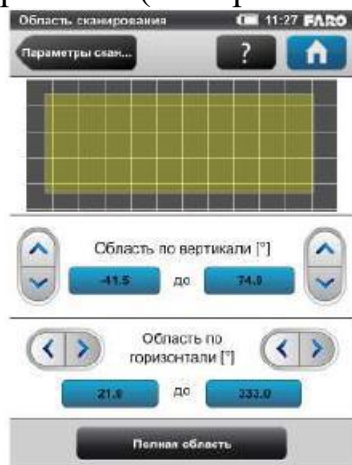 Область сканирования 11:27 FARO
Параметры скан... ?
Область по вертикали [°]
-41.5 до 74.0
Область по
горизонтали [°]
21.0 до 333.0
Полная область